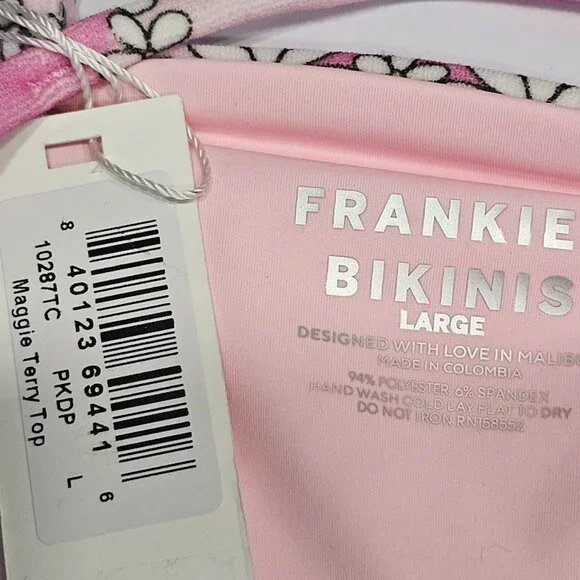 8 40123 69441 6
10287TC PKDP L
Maggie Terry Top
FRANKIE
BIKINIS
LARGE
DESIGNED WITH LOVE IN MALIBU
MADE IN COLOMBIA
94% POLYESTER, 6% SPANDEX
HAND WASH COLD LAY FLAT TO DRY
DO NOT IRON RN158552